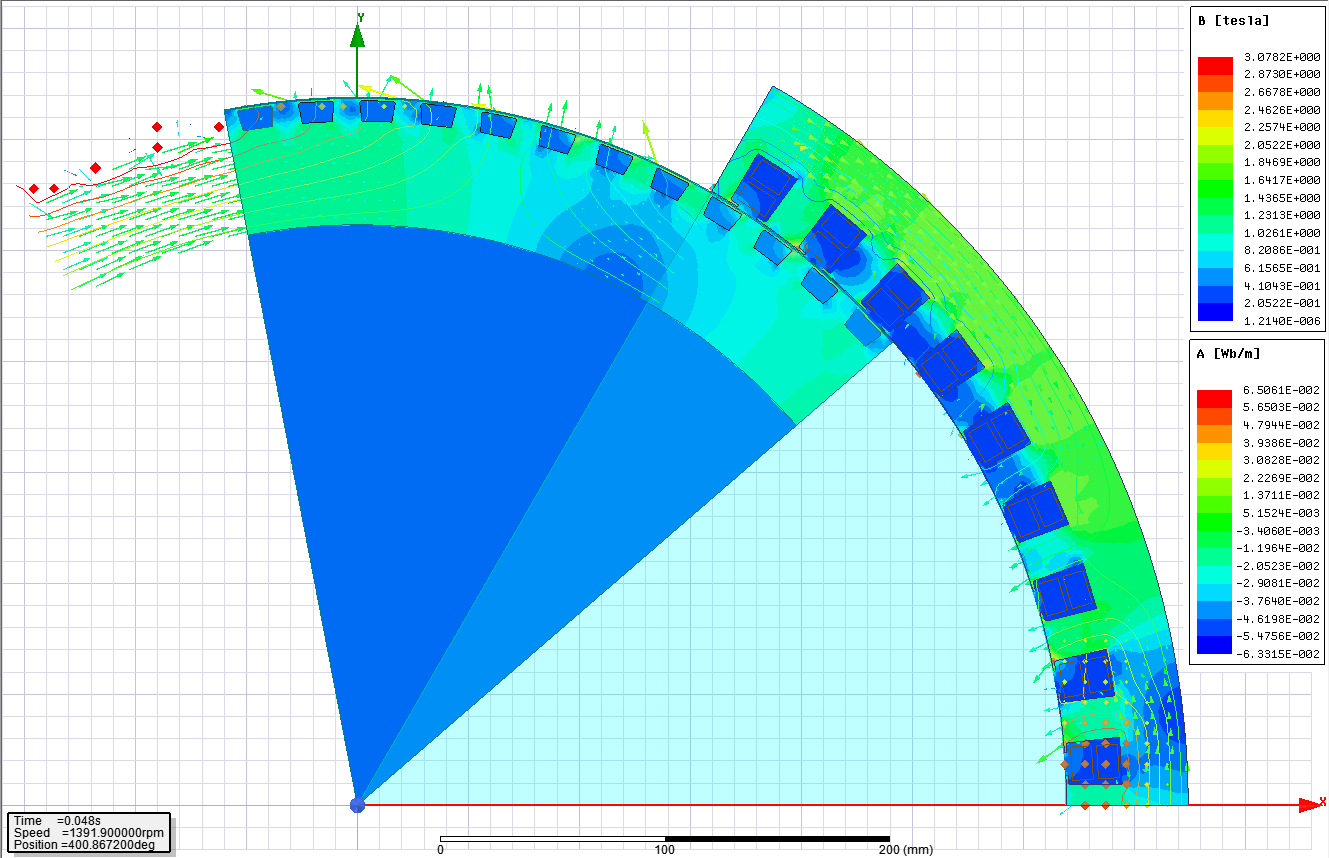 Y
B [tesla]
3.0782E+000
2.8730E+000
2.6678E+000
2.4626E+000
2.2574E+000
2.0522E+000
1.8469E+000
1.6417E+000
1.4365E+000
1.2313E+000
1.0261E+000
8.2086E-001
6.1565E-001
4.1043E-001
2.0522E-001
1.2140E-006
A [Wb/m]
6.5061E-002
5.6503E-002
4.7944E-002
3.9386E-002
3.0828E-002
2.2269E-002
1.3711E-002
5.1524E-003
-3.4060E-003
-1.1964E-002
-2.0523E-002
-2.9081E-002
-3.7640E-002
-4.6198E-002
-5.4756E-002
-6.3315E-002
X
Time =0.048s
Speed =1391.900000rpm
Position =400.867200deg
0 100 200 (mm)